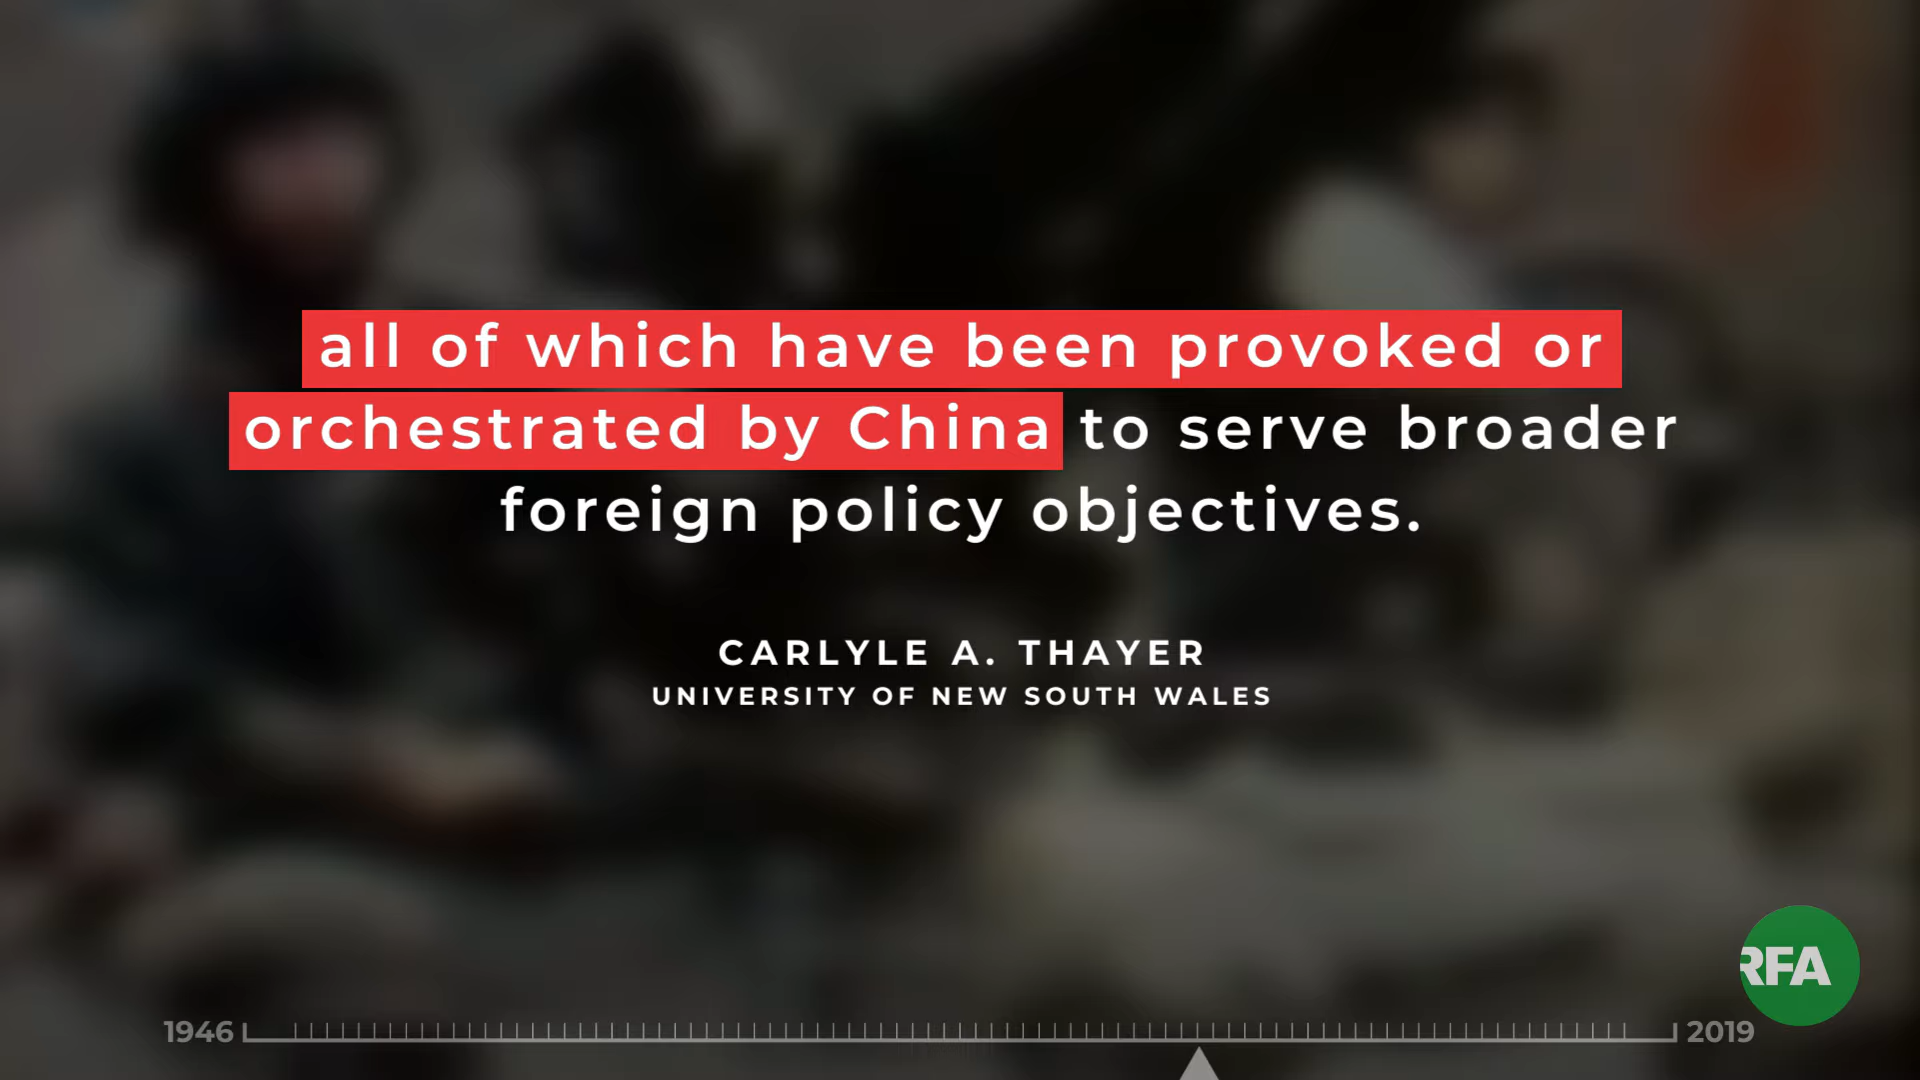 all of which have been provoked or
orchestrated by China to serve broader
foreign policy objectives.
CARLYLE A. THAYER
UNIVERSITY OF NEW SOUTH WALES
RFA
1946
2019